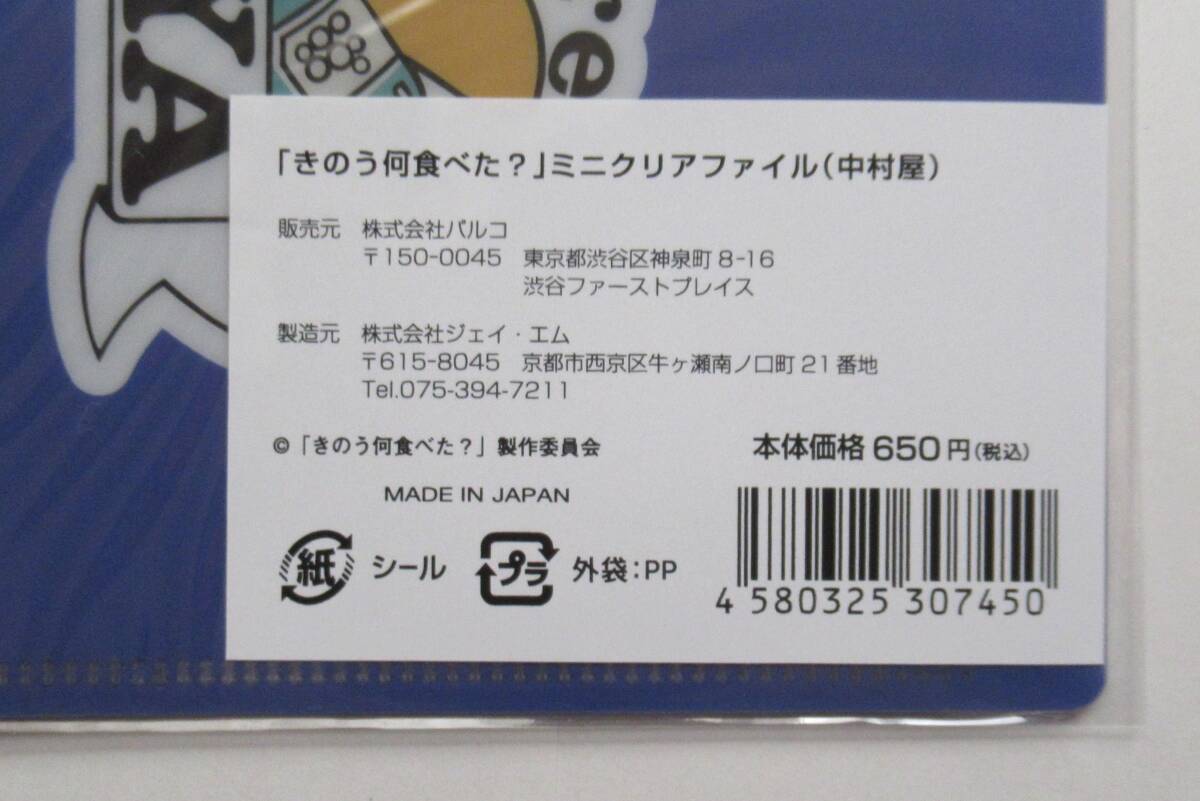 re
YA
「きのう何食べた？」ミニクリアファイル（中村屋）
販売元 株式会社パルコ
〒150-0045 東京都渋谷区神泉町 8-16
渋谷ファーストプレイス
製造元 株式会社ジェイ・エム
〒615-8045 京都市西京区牛ヶ瀬南ノ口町 21 番地
Tel.075-394-7211
©「きのう何食べた？」製作委員会
本体価格 650 円（税込）
MADE IN JAPAN
紙 シール プラ 外袋：PP
4 580325 307450